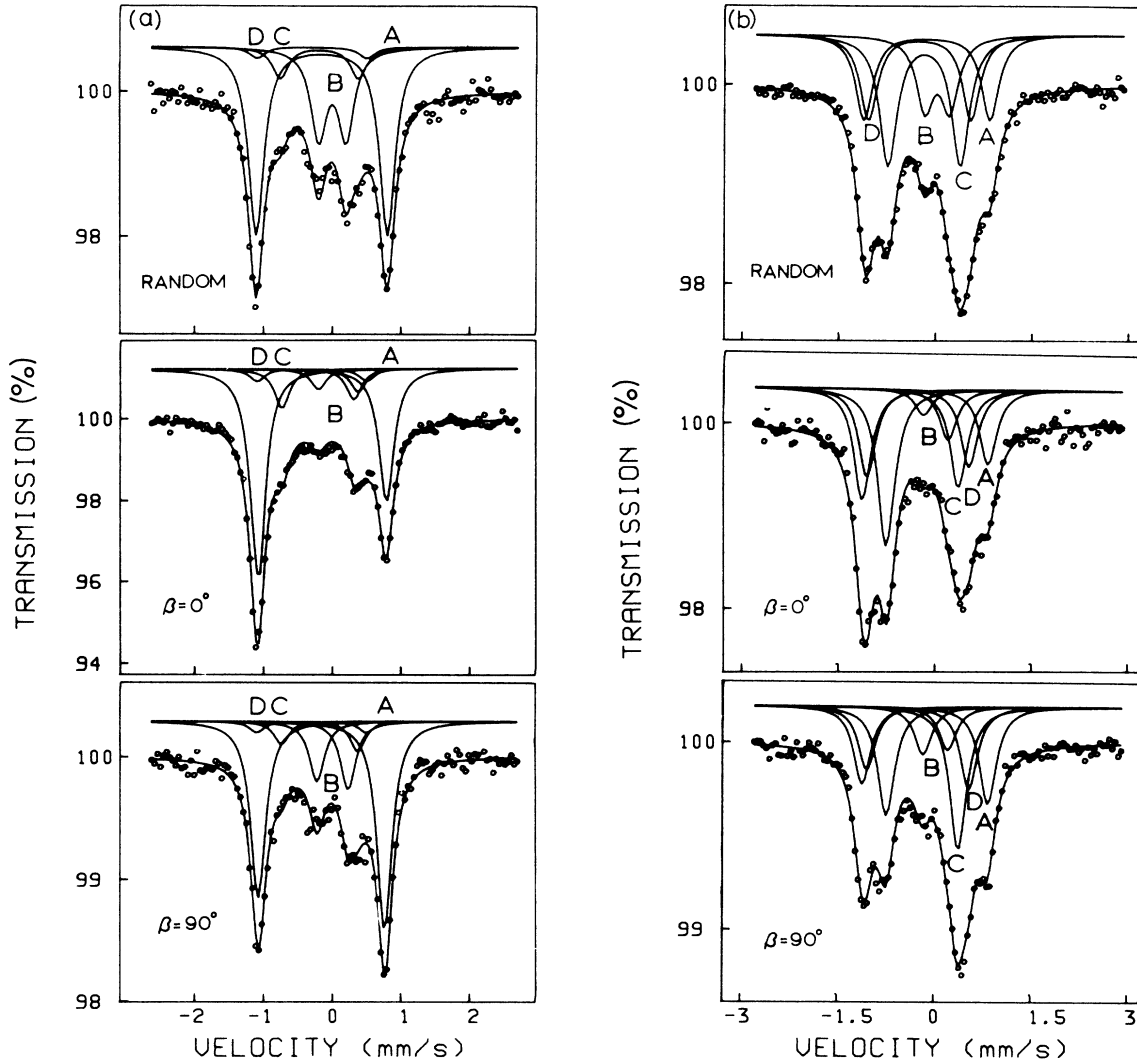 (a)
D C A
B
100
98
RANDOM
D C A
B
100
98
96
94
β=0°
D C A
B
100
99
98
β=90°
-2 -1 0 1 2
VELOCITY (mm/s)
TRANSMISSION (%)
(b)
D B C A
100
98
RANDOM
B C D A
100
98
β=0°
B D A C
100
99
β=90°
-3 -1.5 0 1.5 3
VELOCITY (mm/s)
TRANSMISSION (%)